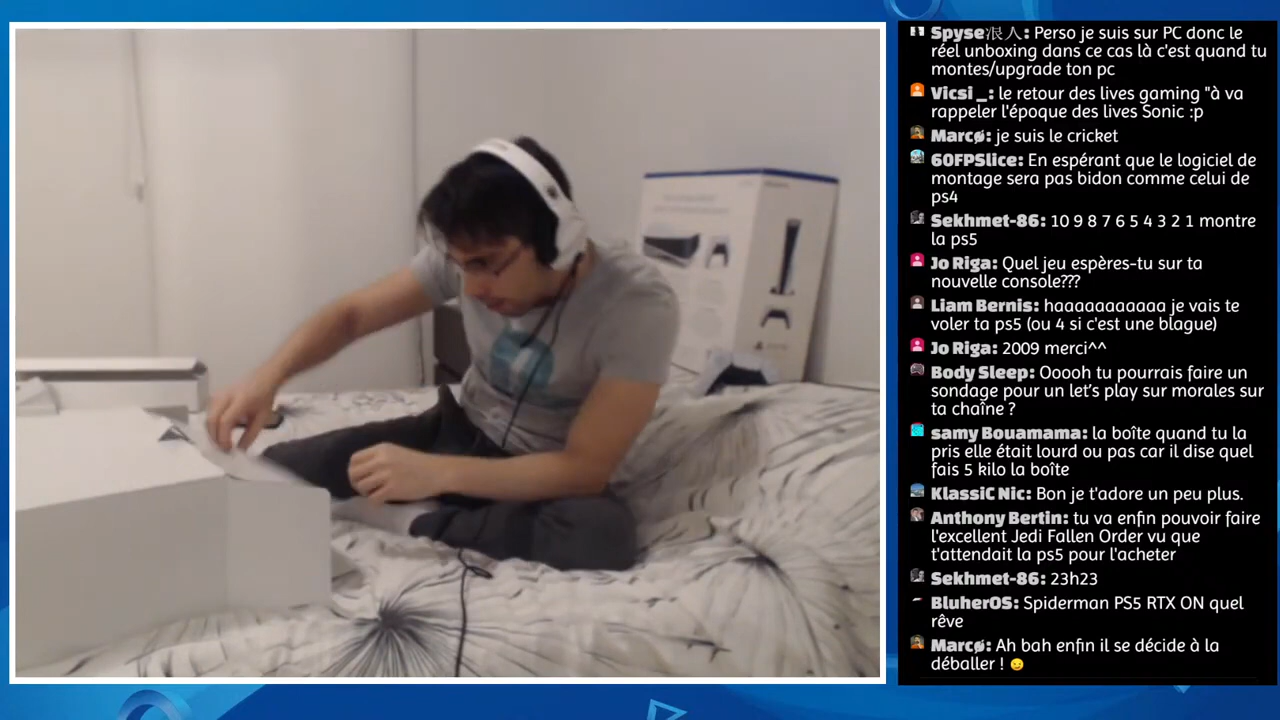 Spyse浪人: Perso je suis sur PC donc le
réel unboxing dans ce cas là c'est quand tu
montes/upgrade ton pc
Vicsi _: le retour des lives gaming "à va
rappeler l'époque des lives Sonic :p
Marcø: je suis le cricket
60FPSlice: En espérant que le logiciel de
montage sera pas bidon comme celui de
ps4
Sekhmet-86: 10 9 8 7 6 5 4 3 2 1 montre
la ps5
Jo Riga: Quel jeu espères-tu sur ta
nouvelle console???
Liam Bernis: haaaaaaaaaaa je vais te
voler ta ps5 (ou 4 si c'est une blague)
Jo Riga: 2009 merci^^
Body Sleep: Ooooh tu pourrais faire un
sondage pour un let's play sur morales sur
ta chaîne ?
samy Bouamama: la boîte quand tu la
pris elle était lourd ou pas car il dise quel
fais 5 kilo la boîte
KlassiC Nic: Bon je t'adore un peu plus.
Anthony Bertin: tu va enfin pouvoir faire
l'excellent Jedi Fallen Order vu que
t'attendait la ps5 pour l'acheter
Sekhmet-86: 23h23
BluherOS: Spiderman PS5 RTX ON quel
rêve
Marcø: Ah bah enfin il se décide à la
déballer ! 😏